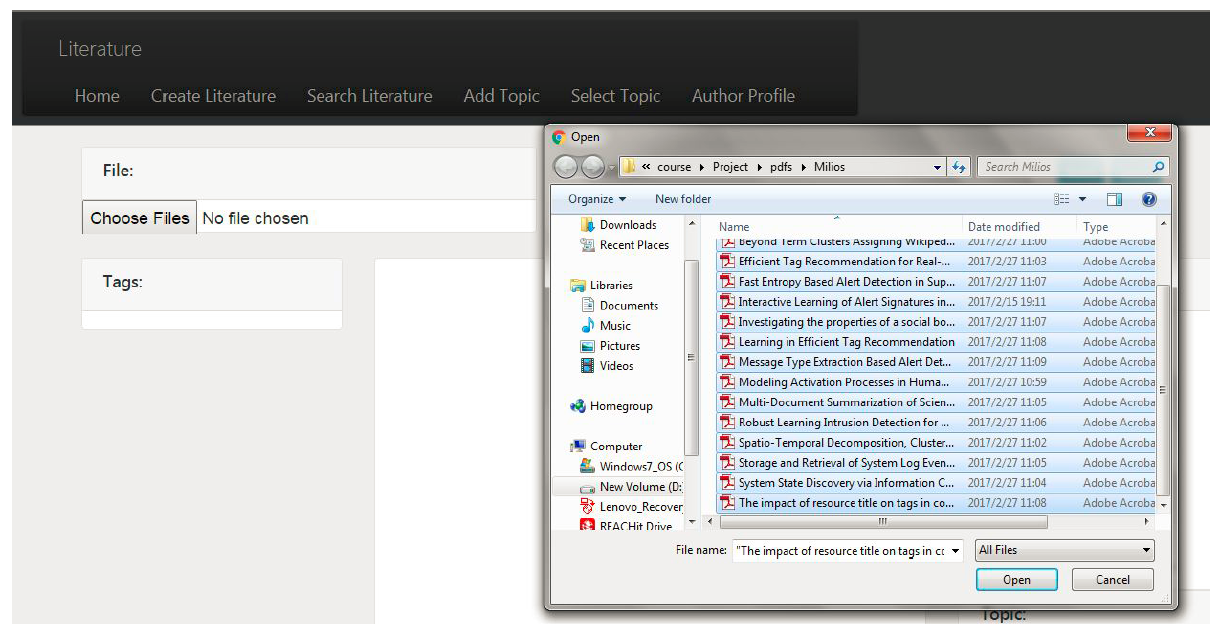 Literature
Home Create Literature Search Literature Add Topic Select Topic Author Profile
File:
Choose Files No file chosen
Tags:
Open
« course Project pdfs Milios
Search Milios
Organize New folder
Downloads
Recent Places
Libraries
Documents
Music
Pictures
Videos
Homegroup
Computer
Windows7_OS (C
New Volume (D:
Lenovo_Recover
REACHit Drive
Name Date modified Type
Beyond Term Clusters Assigning Wikiped... 2017/2/27 11:00 Adobe Acroba
Efficient Tag Recommendation for Real-... 2017/2/27 11:03 Adobe Acroba
Fast Entropy Based Alert Detection in Sup... 2017/2/27 11:07 Adobe Acroba
Interactive Learning of Alert Signatures in... 2017/2/15 19:11 Adobe Acroba
Investigating the properties of a social bo... 2017/2/27 11:07 Adobe Acroba
Learning in Efficient Tag Recommendation 2017/2/27 11:08 Adobe Acroba
Message Type Extraction Based Alert Det... 2017/2/27 11:09 Adobe Acroba
Modeling Activation Processes in Huma... 2017/2/27 10:59 Adobe Acroba
Multi-Document Summarization of Scien... 2017/2/27 11:05 Adobe Acroba
Robust Learning Intrusion Detection for ... 2017/2/27 11:06 Adobe Acroba
Spatio-Temporal Decomposition, Cluster... 2017/2/27 11:02 Adobe Acroba
Storage and Retrieval of System Log Even... 2017/2/27 11:05 Adobe Acroba
System State Discovery via Information C... 2017/2/27 11:04 Adobe Acroba
The impact of resource title on tags in co... 2017/2/27 11:08 Adobe Acroba
File name: "The impact of resource title on tags in cc All Files
Open Cancel
Topic: